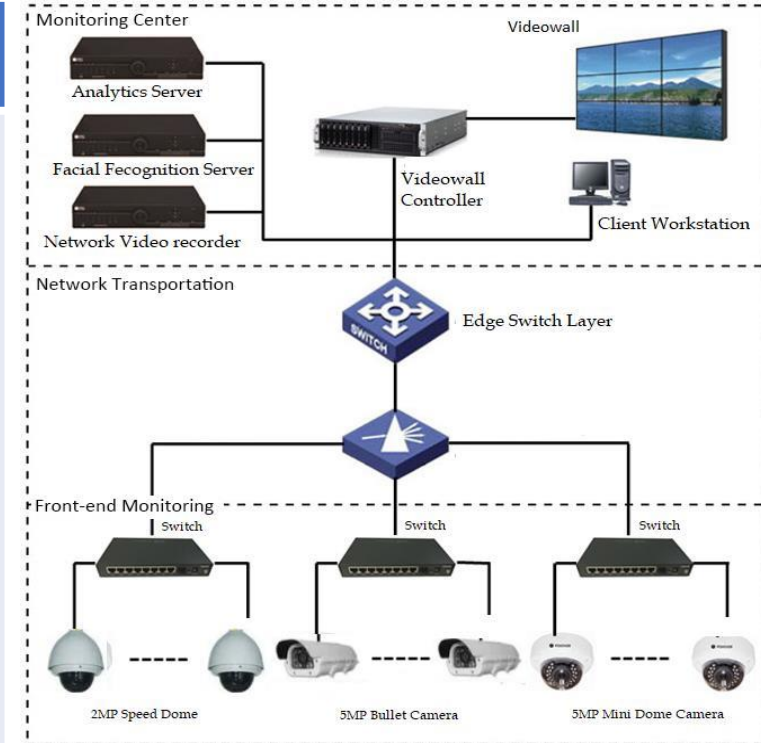 Monitoring Center
Videowall
Analytics Server
Facial Fecognition Server
Videowall
Controller
Network Video recorder
Client Workstation
Network Transportation
SWITCH
Edge Switch Layer
Front-end Monitoring
Switch
Switch
Switch
2MP Speed Dome
5MP Bullet Camera
5MP Mini Dome Camera